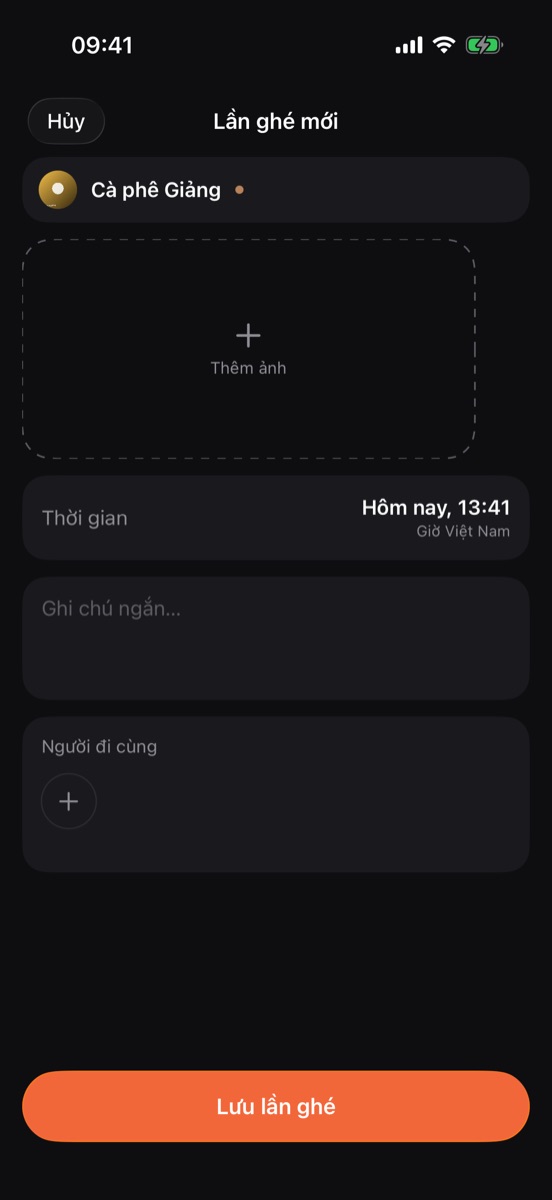 09:41
Hủy
Lần ghé mới
Cà phê Giảng
Thêm ảnh
Thời gian
Hôm nay, 13:41
Giờ Việt Nam
Ghi chú ngắn...
Người đi cùng
Lưu lần ghé